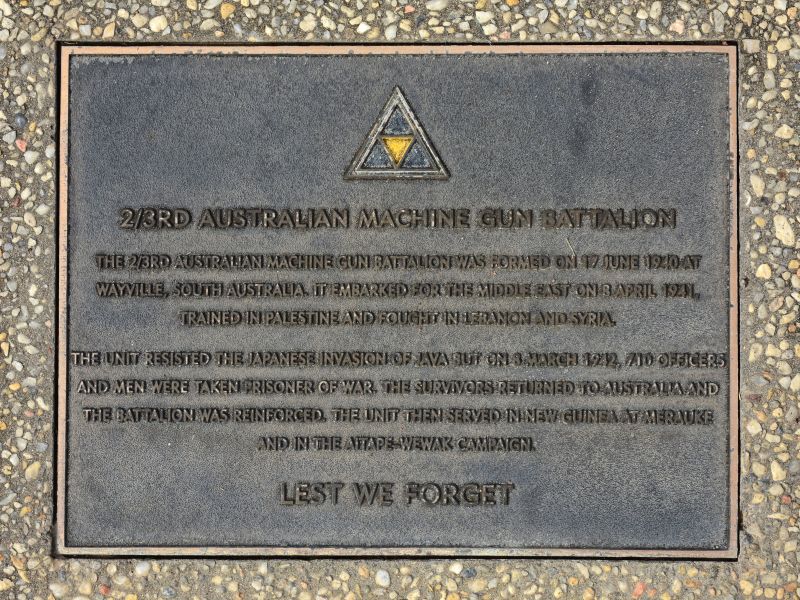 2/3RD AUSTRALIAN MACHINE GUN BATTALION
THE 2/3RD AUSTRALIAN MACHINE GUN BATTALION WAS FORMED ON 17 JUNE 1940 AT
WAYVILLE, SOUTH AUSTRALIA. IT EMBARKED FOR THE MIDDLE EAST ON 8 APRIL 1941,
TRAINED IN PALESTINE AND FOUGHT IN LEBANON AND SYRIA.
THE UNIT RESISTED THE JAPANESE INVASION OF JAVA BUT ON 8 MARCH 1942, 710 OFFICERS
AND MEN WERE TAKEN PRISONER OF WAR. THE SURVIVORS RETURNED TO AUSTRALIA AND
THE BATTALION WAS REINFORCED. THE UNIT THEN SERVED IN NEW GUINEA AT MERAUKE
AND IN THE AITAPE-WEWAK CAMPAIGN.
LEST WE FORGET